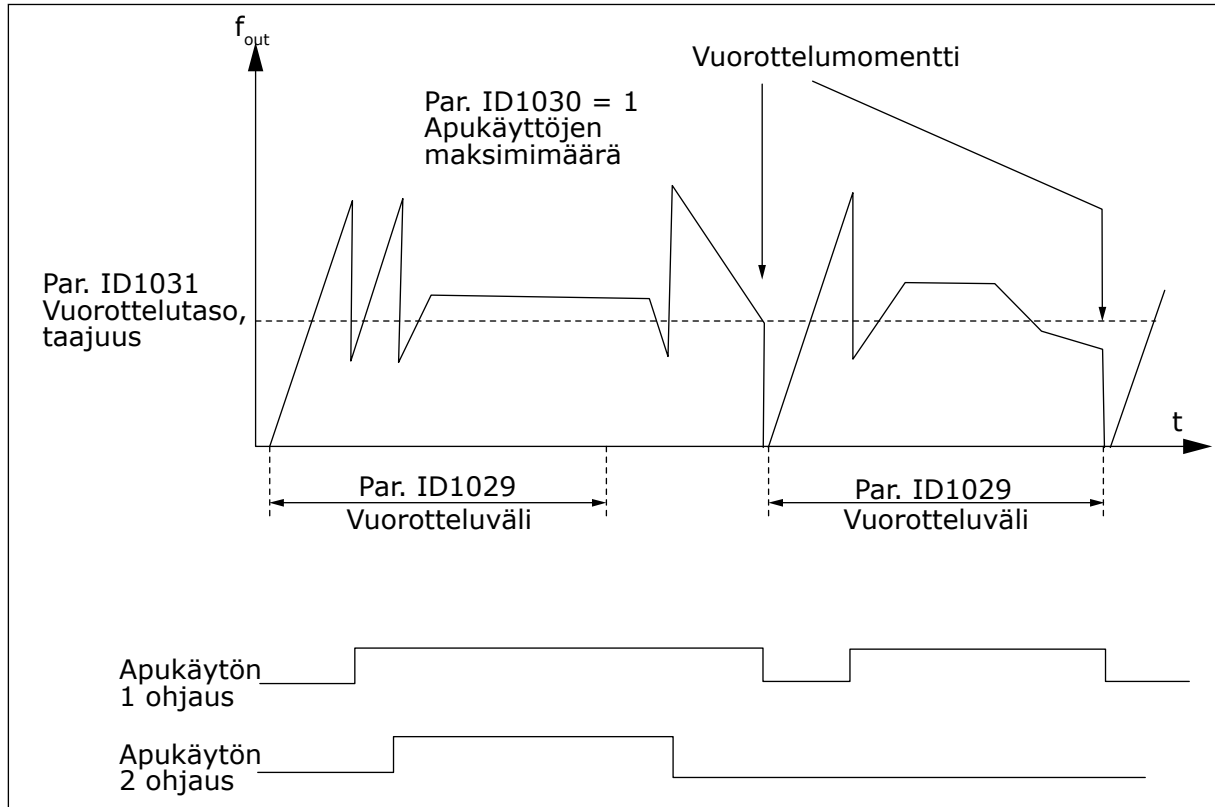 f_out
Vuorottelumomentti
Par. ID1030 = 1
Apukäyttöjen
maksimimäärä
Par. ID1031
Vuorottelutaso,
taajuus
t
Par. ID1029
Vuorotteluväli
Par. ID1029
Vuorotteluväli
Apukäytön
1 ohjaus
Apukäytön
2 ohjaus